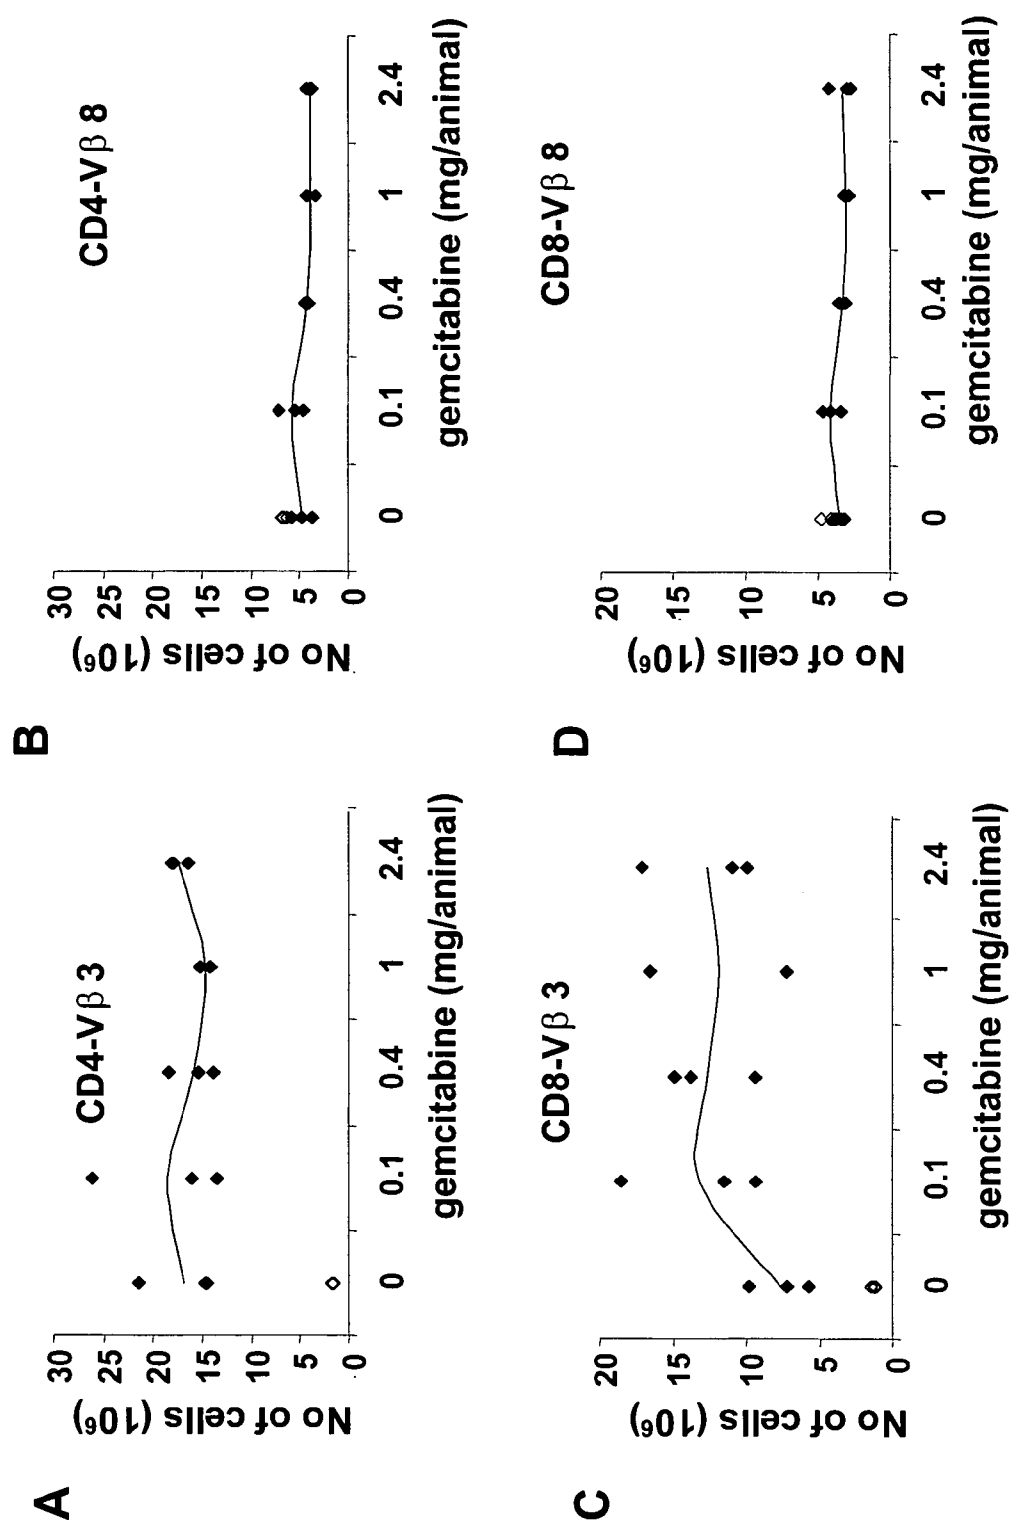 A
CD4-Vβ 3
No of cells (10⁶)
30
25
20
15
10
5
0
0
0.1
0.4
1
2.4
gemcitabine (mg/animal)
B
CD4-Vβ 8
No of cells (10⁶)
30
25
20
15
10
5
0
0
0.1
0.4
1
2.4
gemcitabine (mg/animal)
C
CD8-Vβ 3
No of cells (10⁶)
20
15
10
5
0
0
0.1
0.4
1
2.4
gemcitabine (mg/animal)
D
CD8-Vβ 8
No of cells (10⁶)
20
15
10
5
0
0
0.1
0.4
1
2.4
gemcitabine (mg/animal)